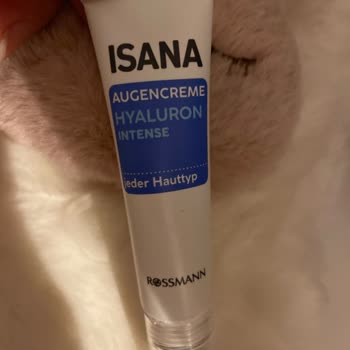 ISANA
AUGENCREME
HYALURON
INTENSE
jeder Hauttyp
ROSSMANN